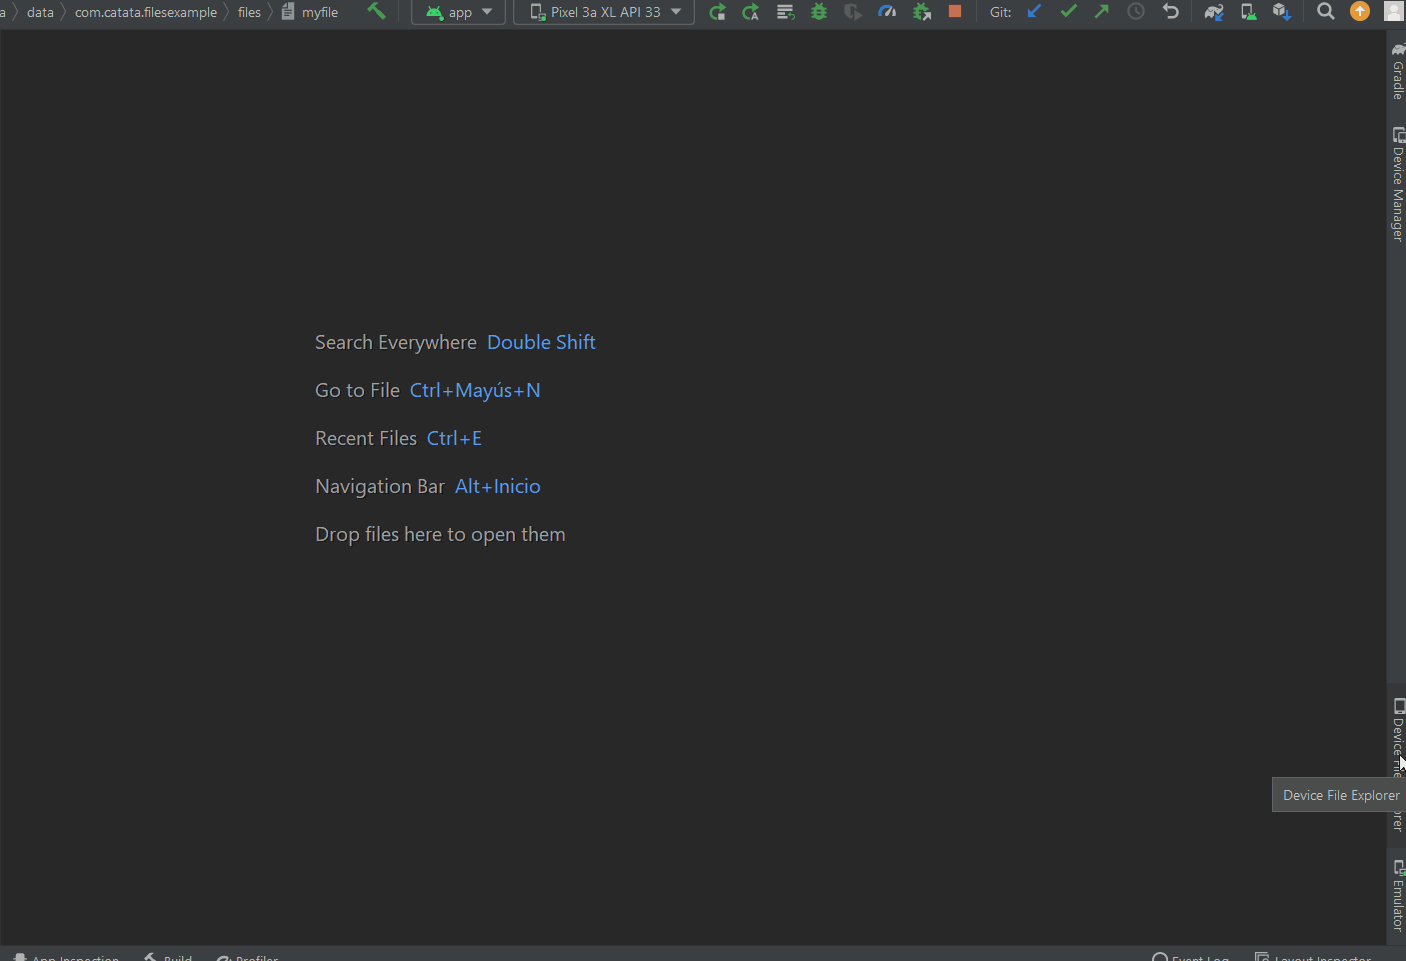 a data com.catata.filesexample files myfile app Pixel 3a XL API 33 Git:
Gradle
Device Manager
Search Everywhere Double Shift
Go to File Ctrl+Mayús+N
Recent Files Ctrl+E
Navigation Bar Alt+Inicio
Drop files here to open them
Device
Device File Explorer
Emulator
App Inspection Build Profiler Event Log Layout Inspector